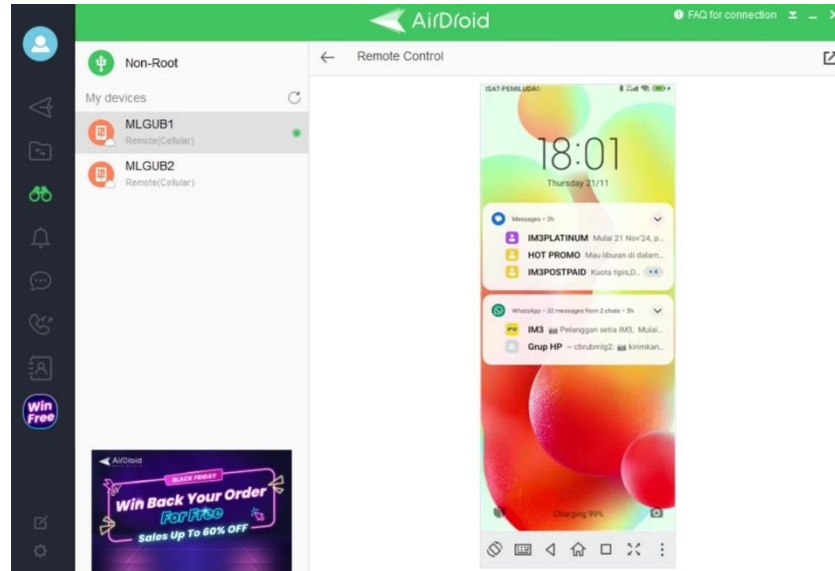 AirDroid
FAQ for connection
Non-Root
My devices
MLGUB1
Remote(Cellular)
MLGUB2
Remote(Cellular)
Win
Free
AirDroid
BLACK FRIDAY
Win Back Your Order
For Free
Sales Up To 60% OFF
Remote Control
ISAT-PEMILUDAI
18:01
Thursday 21/11
Messages • 2h
IM3PLATINUM Mulai 21 Nov'24, p...
HOT PROMO Mau liburan di dalam...
IM3POSTPAID Kuota tipis,D... +4
WhatsApp • 32 messages from 2 chats • 5h
IM3 Pelanggan setia IM3, Mulai...
Grup HP ~ cbrubmlg2: kirimkan...
Charging 99%